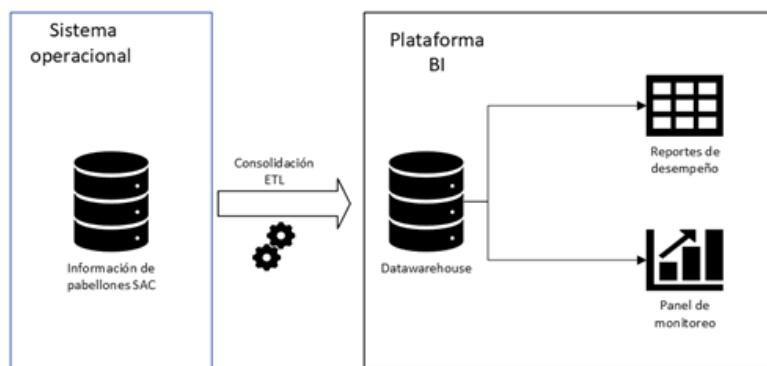 Sistema
operacional
Información de
pabellones SAC
Consolidación
ETL
Plataforma
BI
Datawarehouse
Reportes de
desempeño
Panel de
monitoreo